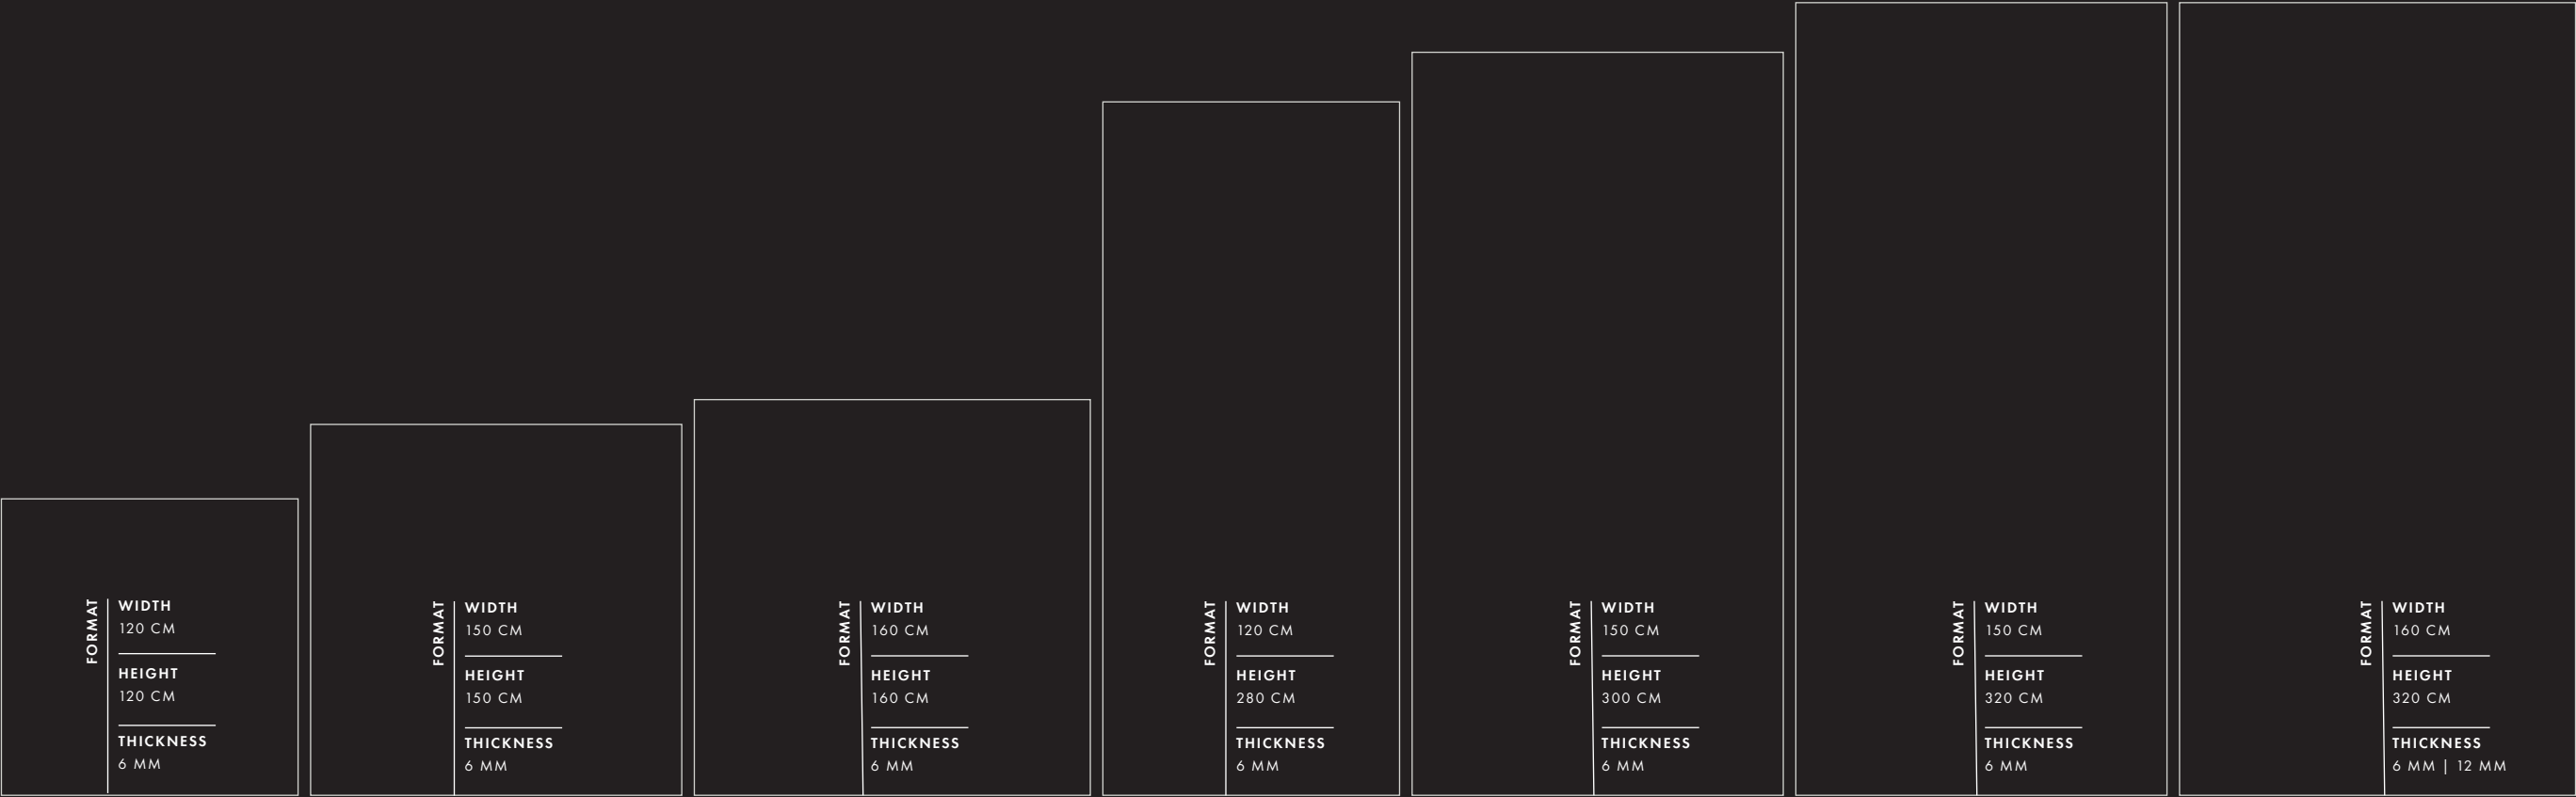 FORMAT
WIDTH
120 CM
HEIGHT
120 CM
THICKNESS
6 MM
FORMAT
WIDTH
150 CM
HEIGHT
150 CM
THICKNESS
6 MM
FORMAT
WIDTH
160 CM
HEIGHT
160 CM
THICKNESS
6 MM
FORMAT
WIDTH
120 CM
HEIGHT
280 CM
THICKNESS
6 MM
FORMAT
WIDTH
150 CM
HEIGHT
300 CM
THICKNESS
6 MM
FORMAT
WIDTH
150 CM
HEIGHT
320 CM
THICKNESS
6 MM
FORMAT
WIDTH
160 CM
HEIGHT
320 CM
THICKNESS
6 MM | 12 MM